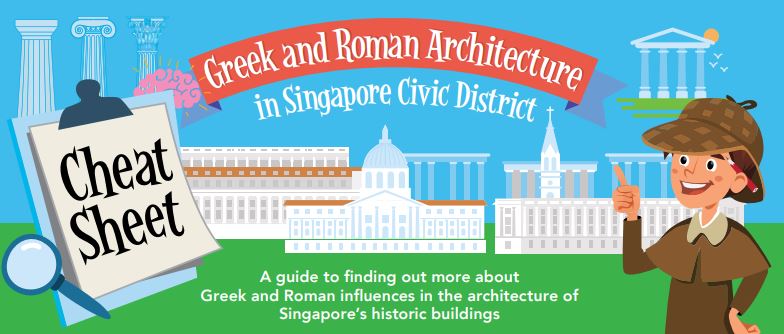 Greek and Roman Architecture
in Singapore Civic District
Cheat
Sheet
A guide to finding out more about
Greek and Roman influences in the architecture of
Singapore's historic buildings